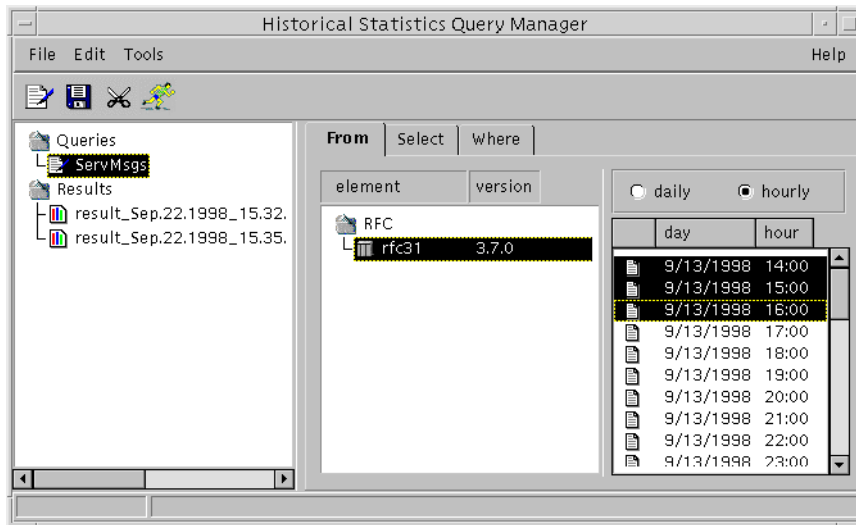 Historical Statistics Query Manager
File Edit Tools Help
Queries
ServMsgs
Results
result_Sep.22.1998_15.32.
result_Sep.22.1998_15.35.
From Select Where
element version
RFC
rfc31 3.7.0
daily hourly
day hour
9/13/1998 14:00
9/13/1998 15:00
9/13/1998 16:00
9/13/1998 17:00
9/13/1998 18:00
9/13/1998 19:00
9/13/1998 20:00
9/13/1998 21:00
9/13/1998 22:00
9/13/1998 23:00